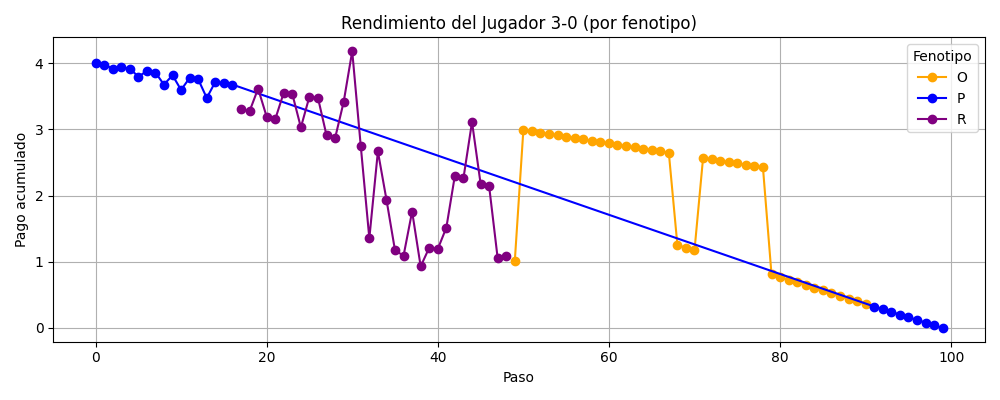 Rendimiento del Jugador 3-0 (por fenotipo)
Pago acumulado
4
3
2
1
0
0 20 40 60 80 100
Paso
Fenotipo
O
P
R